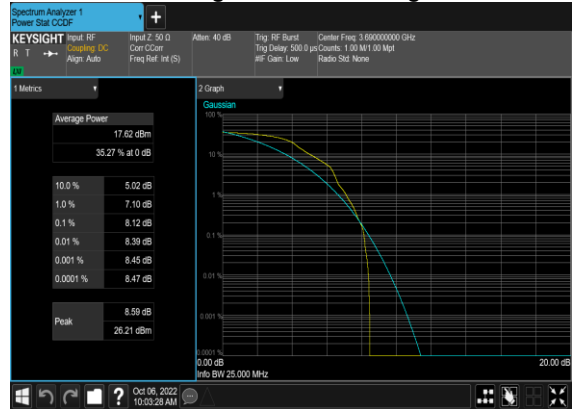 Spectrum Analyzer 1
Power Stat CCDF
KEYSIGHT
R T
Input: RF
Coupling: DC
Align: Auto
Input Z: 50 Ω
Corr CCorr
Freq Ref: Int (S)
Atten: 40 dB
Trig: RF Burst
Trig Delay: 500.0 µs
#IF Gain: Low
Center Freq: 3.690000000 GHz
Counts: 1.00 M/1.00 Mpt
Radio Std: None
1 Metrics
Average Power
17.62 dBm
35.27 % at 0 dB
10.0 % 5.02 dB
1.0 % 7.10 dB
0.1 % 8.12 dB
0.01 % 8.39 dB
0.001 % 8.45 dB
0.0001 % 8.47 dB
Peak
8.59 dB
26.21 dBm
2 Graph
Gaussian
100 %
10 %
1 %
0.1 %
0.01 %
0.001 %
0.0001 %
0.00 dB
20.00 dB
Info BW 25.000 MHz
?
Oct 06, 2022
10:03:28 AM